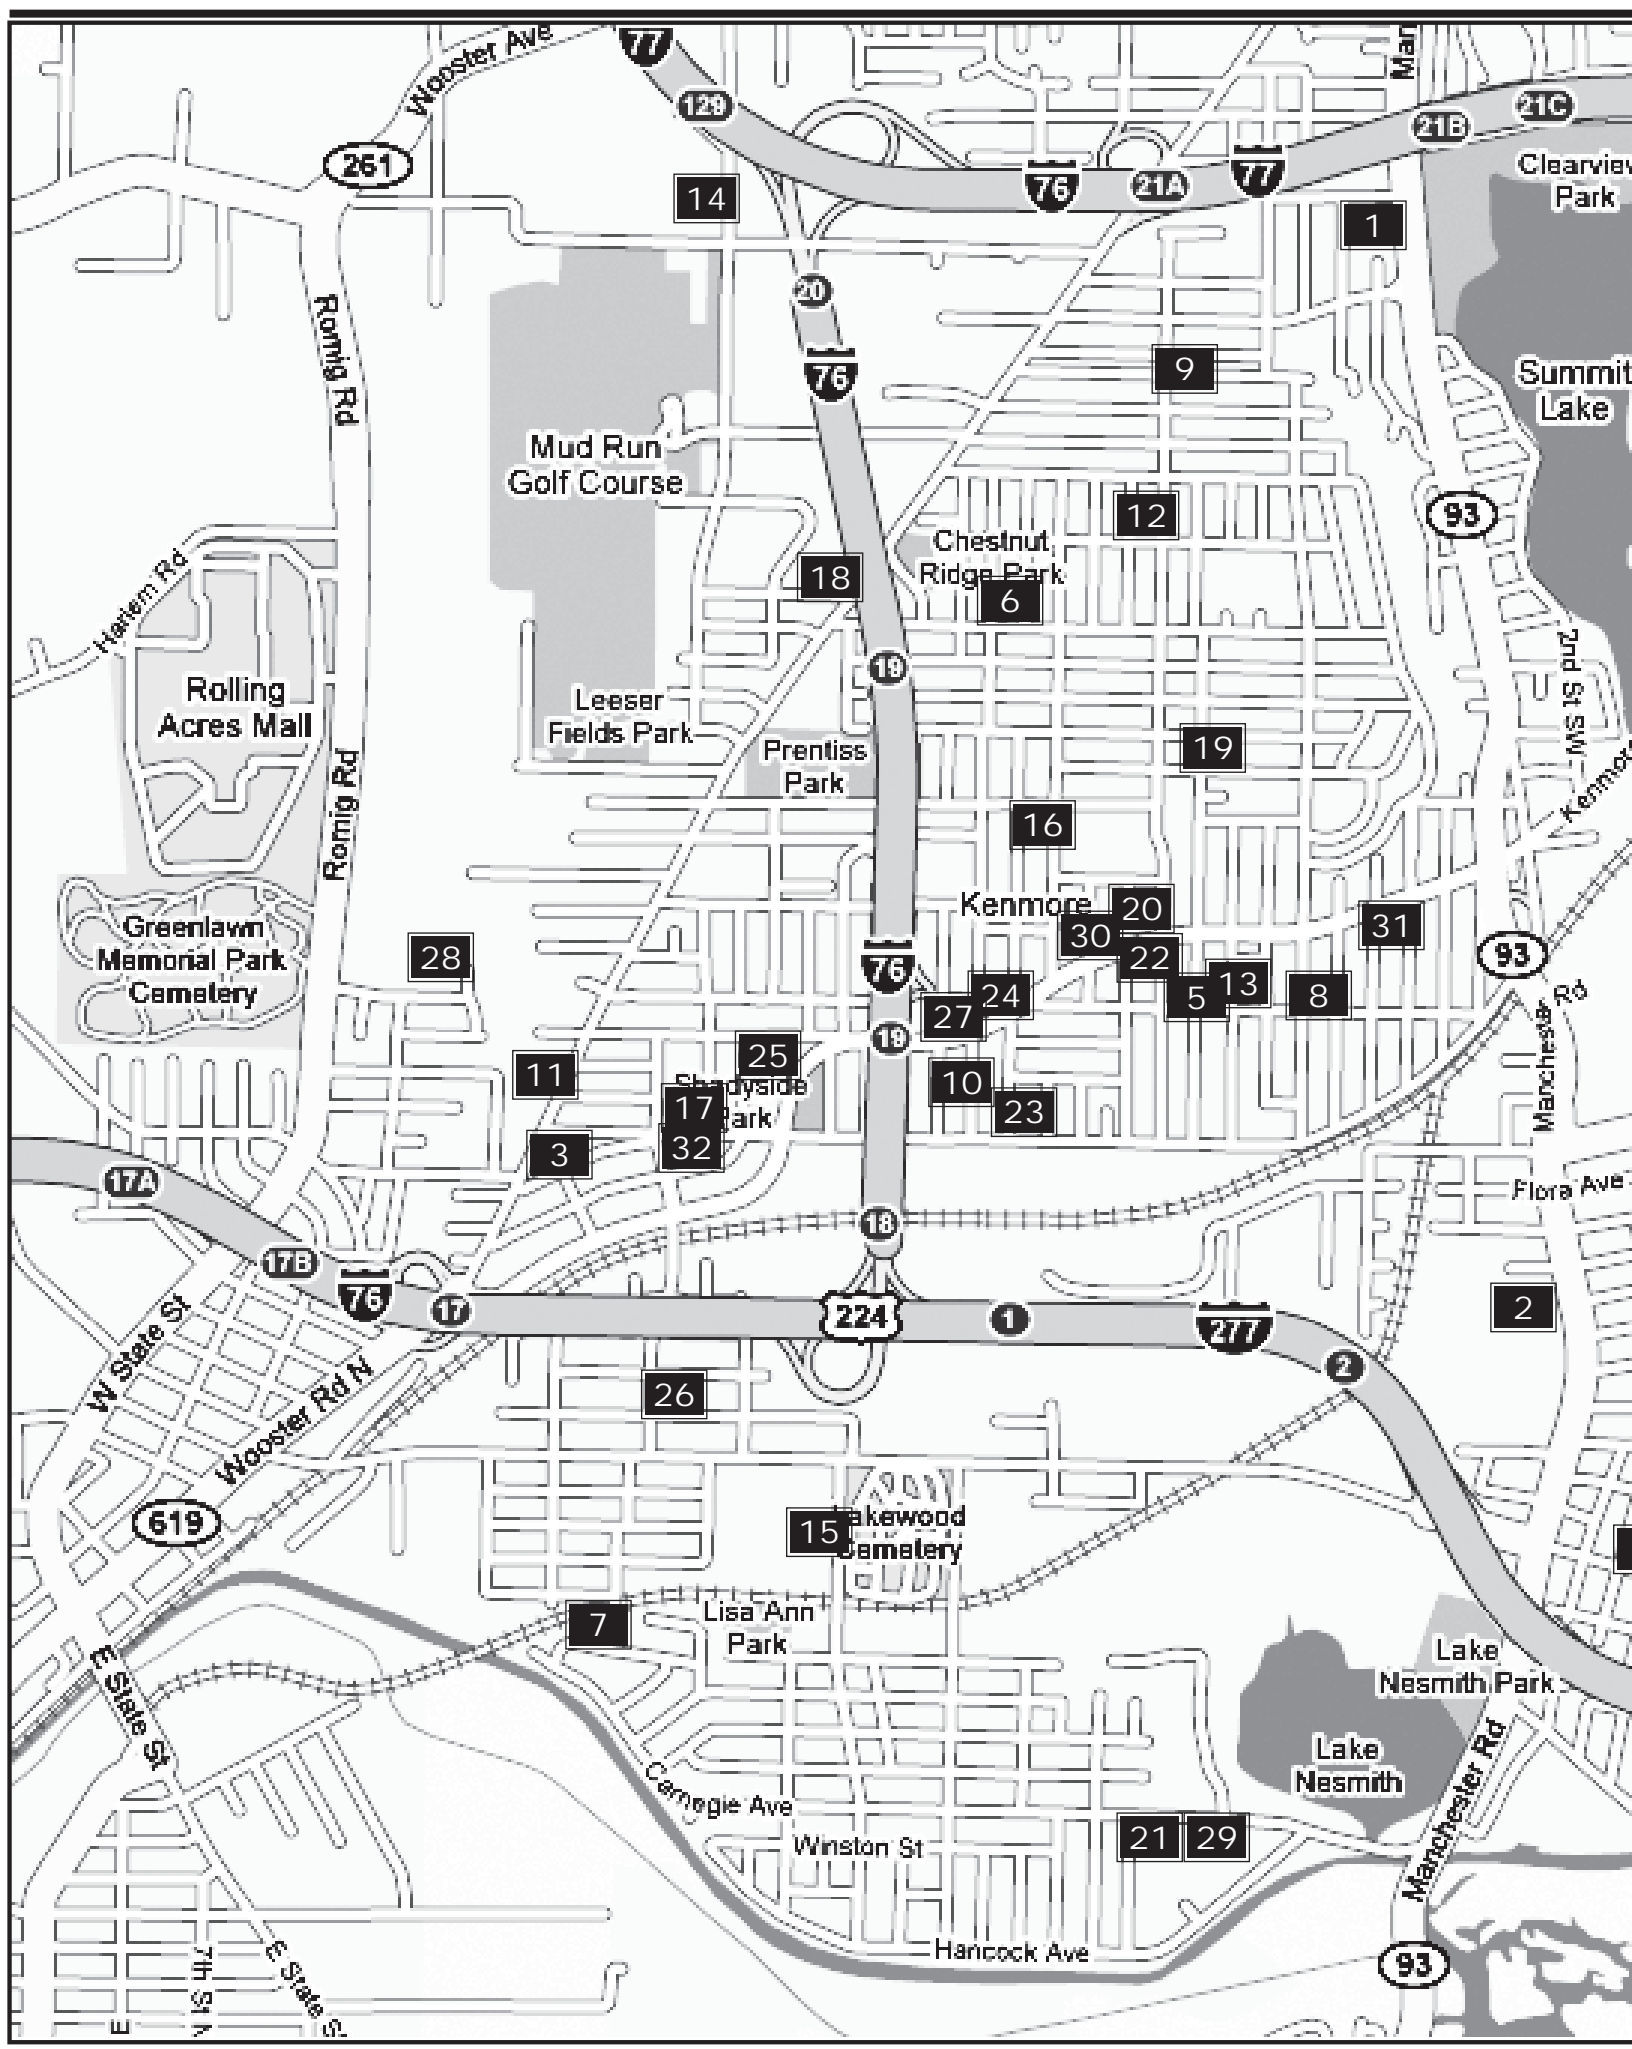 77
Wooster Ave
129
21C
21B
261
Clearview
Park
76
21A
77
14
1
20
Romig Rd
76
9
Summit
Lake
Mud Run
Golf Course
12
93
Chestnut
Ridge Park
Harlem Rd
18
6
19
2nd St SW
Rolling
Acres Mall
Leeser
Fields Park
19
Prentiss
Park
Romig Rd
16
Kenmore
20
Greenlawn
Memorial Park
Cemetery
30
31
28
22
93
76
13
24
5
8
27
Manchester Rd
19
25
11
10
Shadyside
Park
17
23
32
3
17A
Flora Ave
18
17B
76
17
224
1
277
2
W State St
2
26
Wooster Rd N
619
15
Lakewood
Cemetery
7
Lisa Ann
Park
Lake
Nesmith Park
E State St
Lake
Nesmith
Carnegie Ave
Manchester Rd
Winston St
21
29
Hancock Ave
93
7th St N
E State S
E